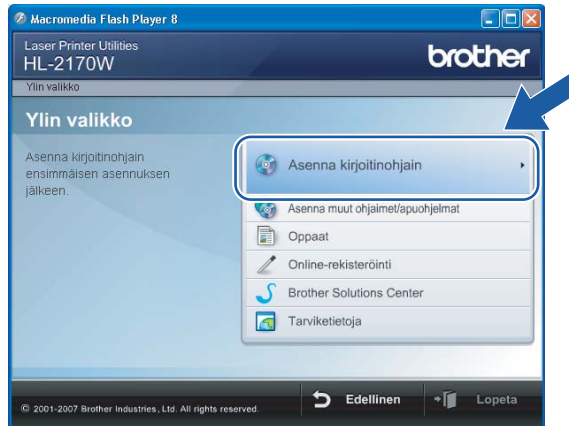 Macromedia Flash Player 8
Laser Printer Utilities
HL-2170W
brother
Ylin valikko
Ylin valikko
Asenna kirjoitinohjain
ensimmäisen asennuksen
jälkeen.
Asenna kirjoitinohjain
Asenna muut ohjaimet/apuohjelmat
Oppaat
Online-rekisteröinti
Brother Solutions Center
Tarviketietoja
© 2001-2007 Brother Industries, Ltd. All rights reserved.
Edellinen
Lopeta